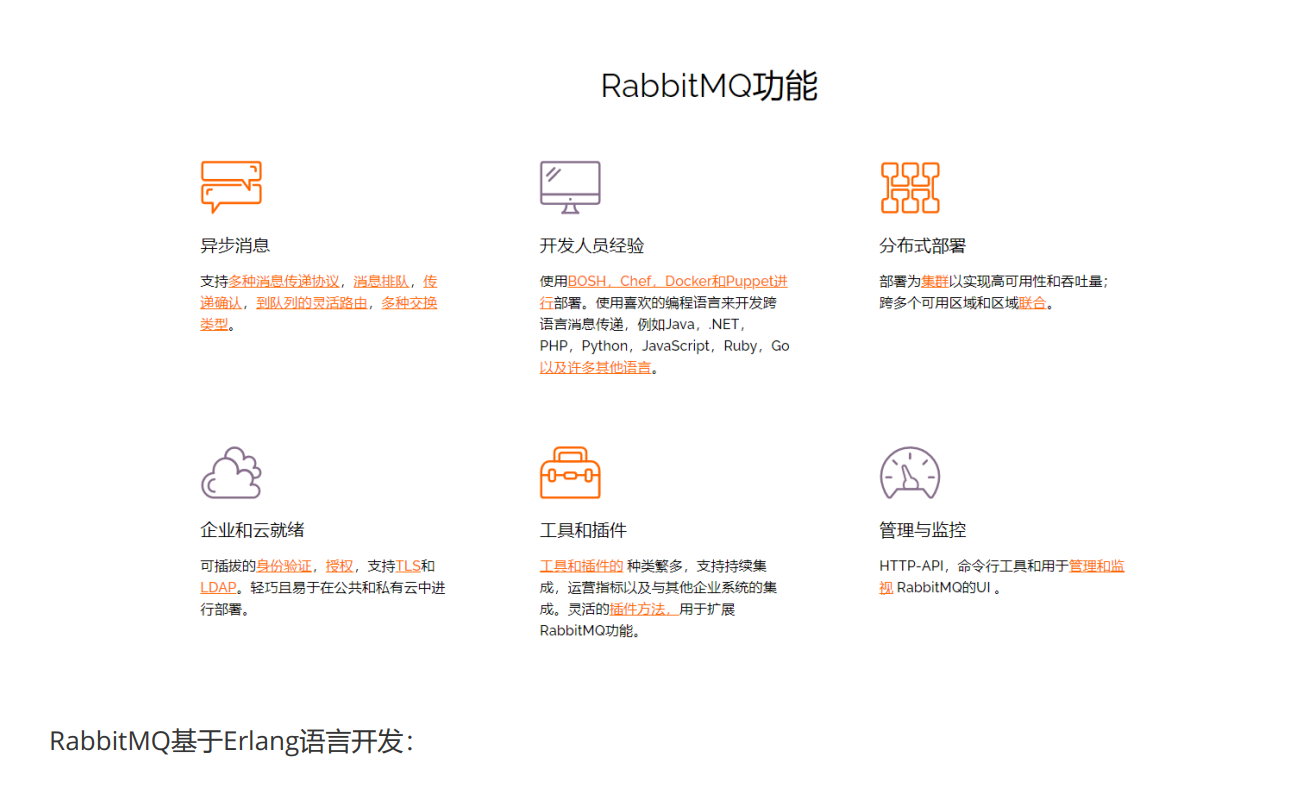 RabbitMQ功能
异步消息
支持多种消息传递协议，消息排队，传
递确认，到队列的灵活路由，多种交换
类型。
开发人员经验
使用BOSH，Chef，Docker和Puppet进
行部署。使用喜欢的编程语言来开发跨
语言消息传递，例如Java，.NET，
PHP，Python，JavaScript，Ruby，Go
以及许多其他语言。
分布式部署
部署为集群以实现高可用性和吞吐量；
跨多个可用区域和区域联合。
企业和云就绪
可插拔的身份验证，授权，支持TLS和
LDAP。轻巧且易于在公共和私有云中进
行部署。
工具和插件
工具和插件的 种类繁多，支持持续集
成，运营指标以及与其他企业系统的集
成。灵活的插件方法，用于扩展
RabbitMQ功能。
管理与监控
HTTP-API，命令行工具和用于管理和监
视 RabbitMQ的UI 。
RabbitMQ基于Erlang语言开发：